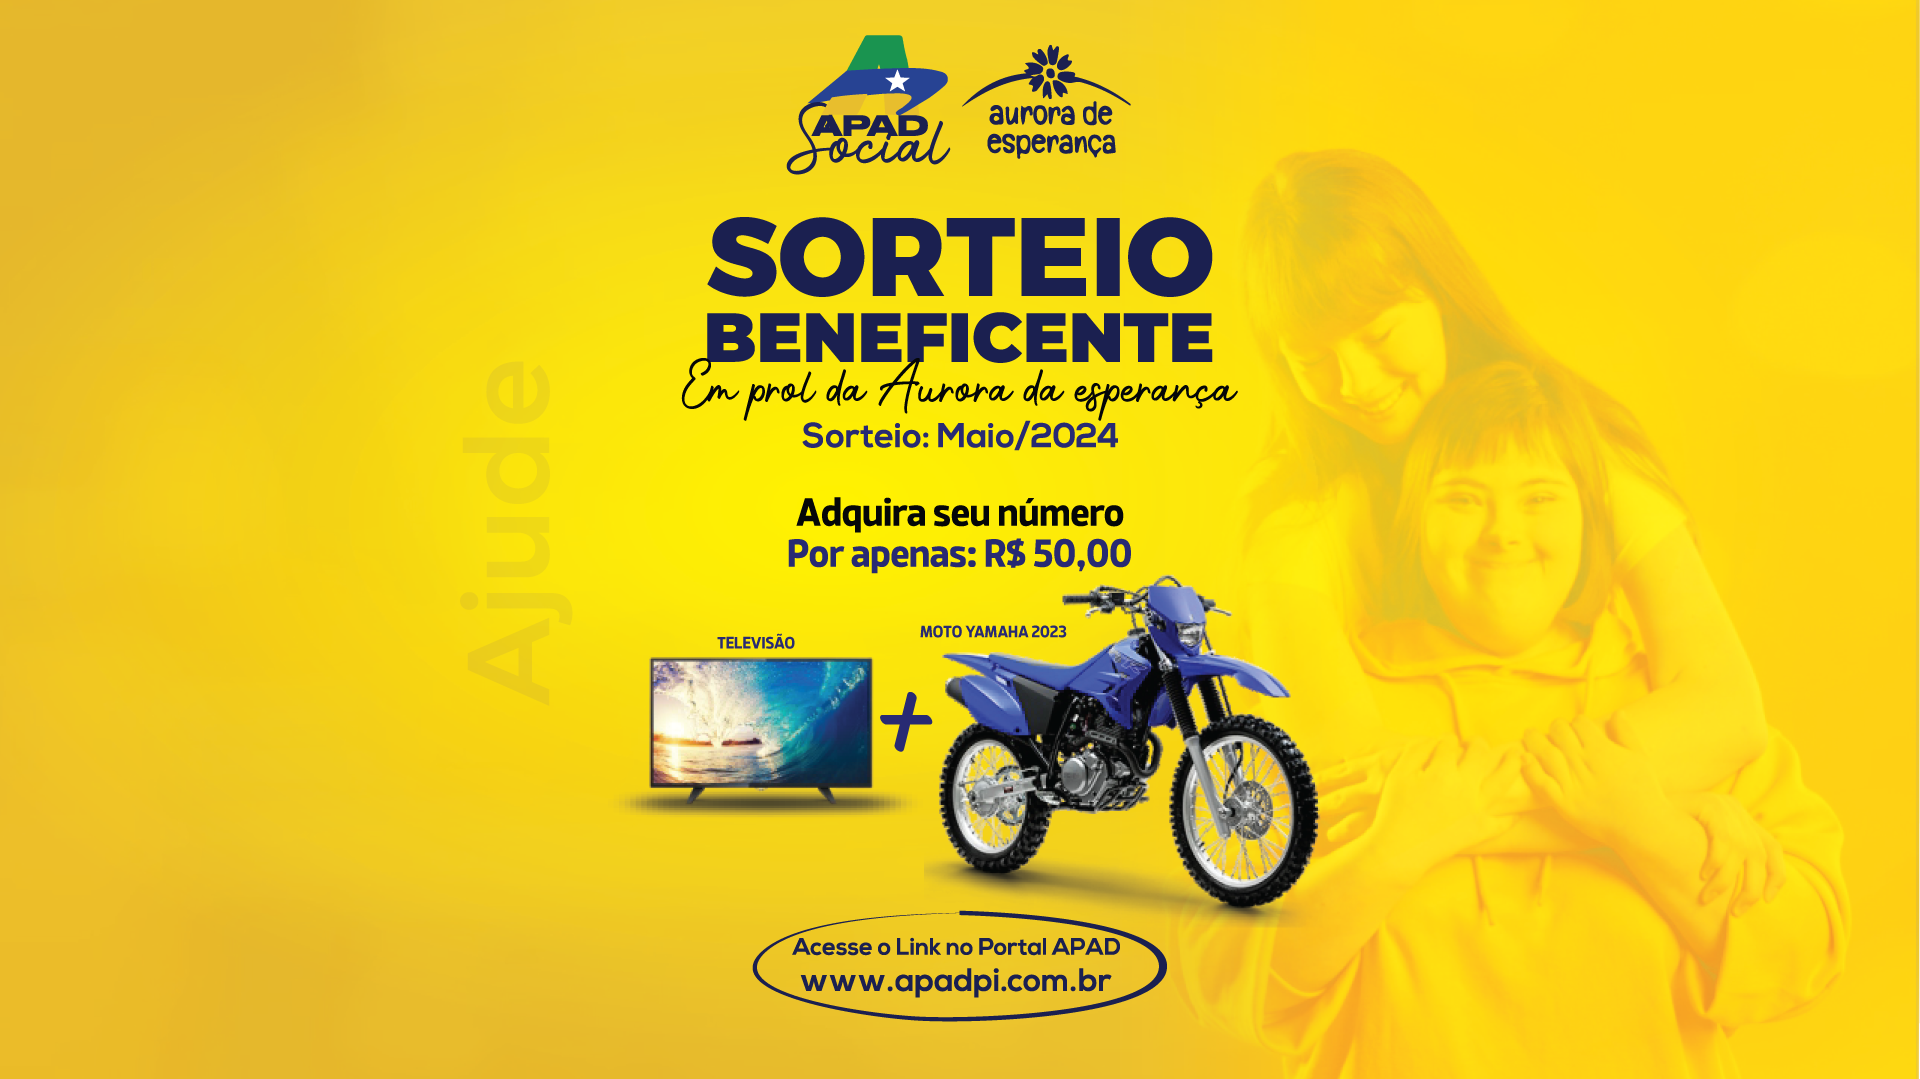 APAD
Social
aurora de
esperança
SORTEIO
BENEFICENTE
Em prol da Aurora da esperança
Sorteio: Maio/2024
Ajude
Adquira seu número
Por apenas: R$ 50,00
TELEVISÃO
MOTO YAMAHA 2023
+
Acesse o Link no Portal APAD
www.apadpi.com.br